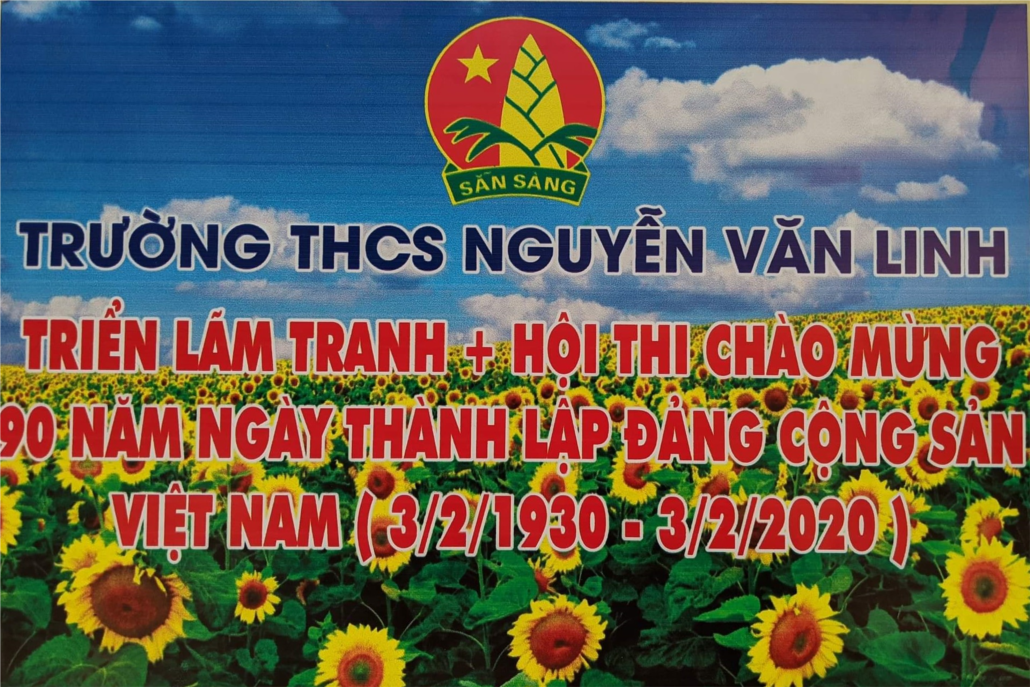 SẴN SÀNG
TRƯỜNG THCS NGUYỄN VĂN LINH
TRIỂN LÃM TRANH + HỘI THI CHÀO MỪNG
90 NĂM NGÀY THÀNH LẬP ĐẢNG CỘNG SẢN
VIỆT NAM ( 3/2/1930 - 3/2/2020 )